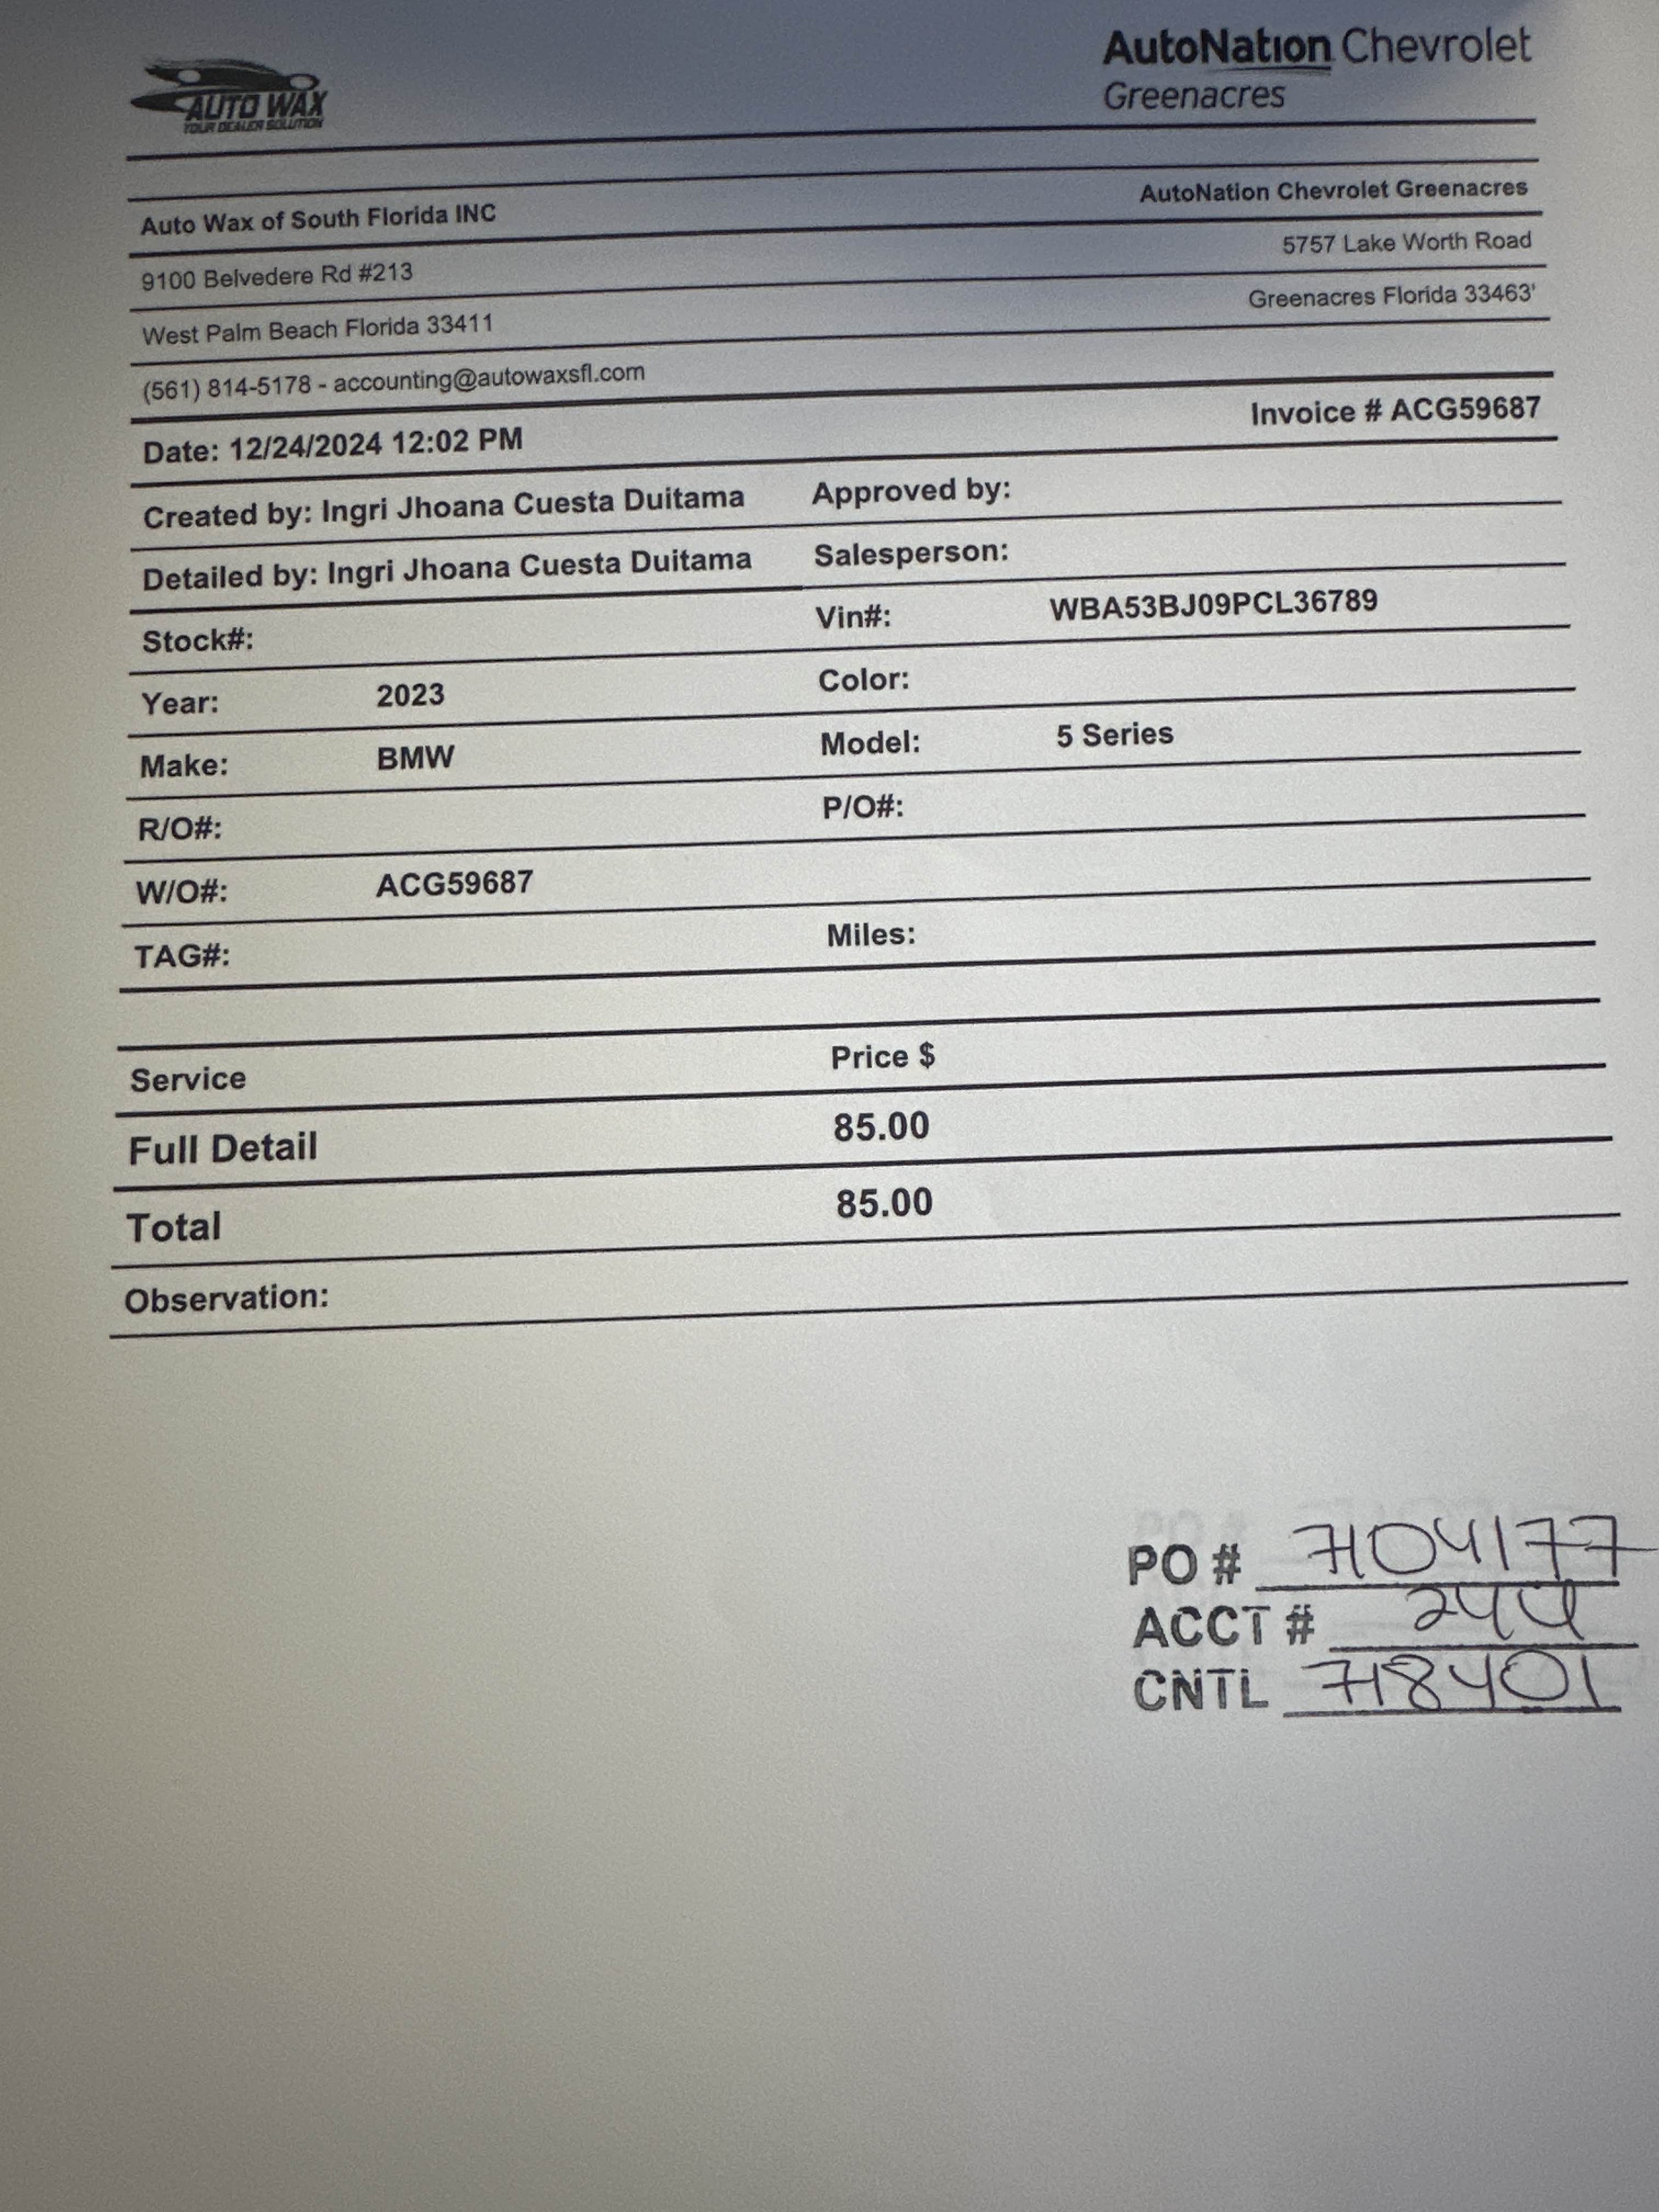 AUTO WAX
YOUR DEALER SOLUTION
AutoNation Chevrolet
Greenacres
Auto Wax of South Florida INC AutoNation Chevrolet Greenacres
9100 Belvedere Rd #213 5757 Lake Worth Road
West Palm Beach Florida 33411 Greenacres Florida 33463'
(561) 814-5178 - accounting@autowaxsfl.com
Date: 12/24/2024 12:02 PM Invoice # ACG59687
Created by: Ingri Jhoana Cuesta Duitama Approved by:
Detailed by: Ingri Jhoana Cuesta Duitama Salesperson:
Stock#: Vin#: WBA53BJ09PCL36789
Year: 2023 Color:
Make: BMW Model: 5 Series
R/O#: P/O#:
W/O#: ACG59687
TAG#: Miles:
Service Price $
Full Detail 85.00
Total 85.00
Observation:
PO # 7104177
ACCT # 244
CNTL 718401